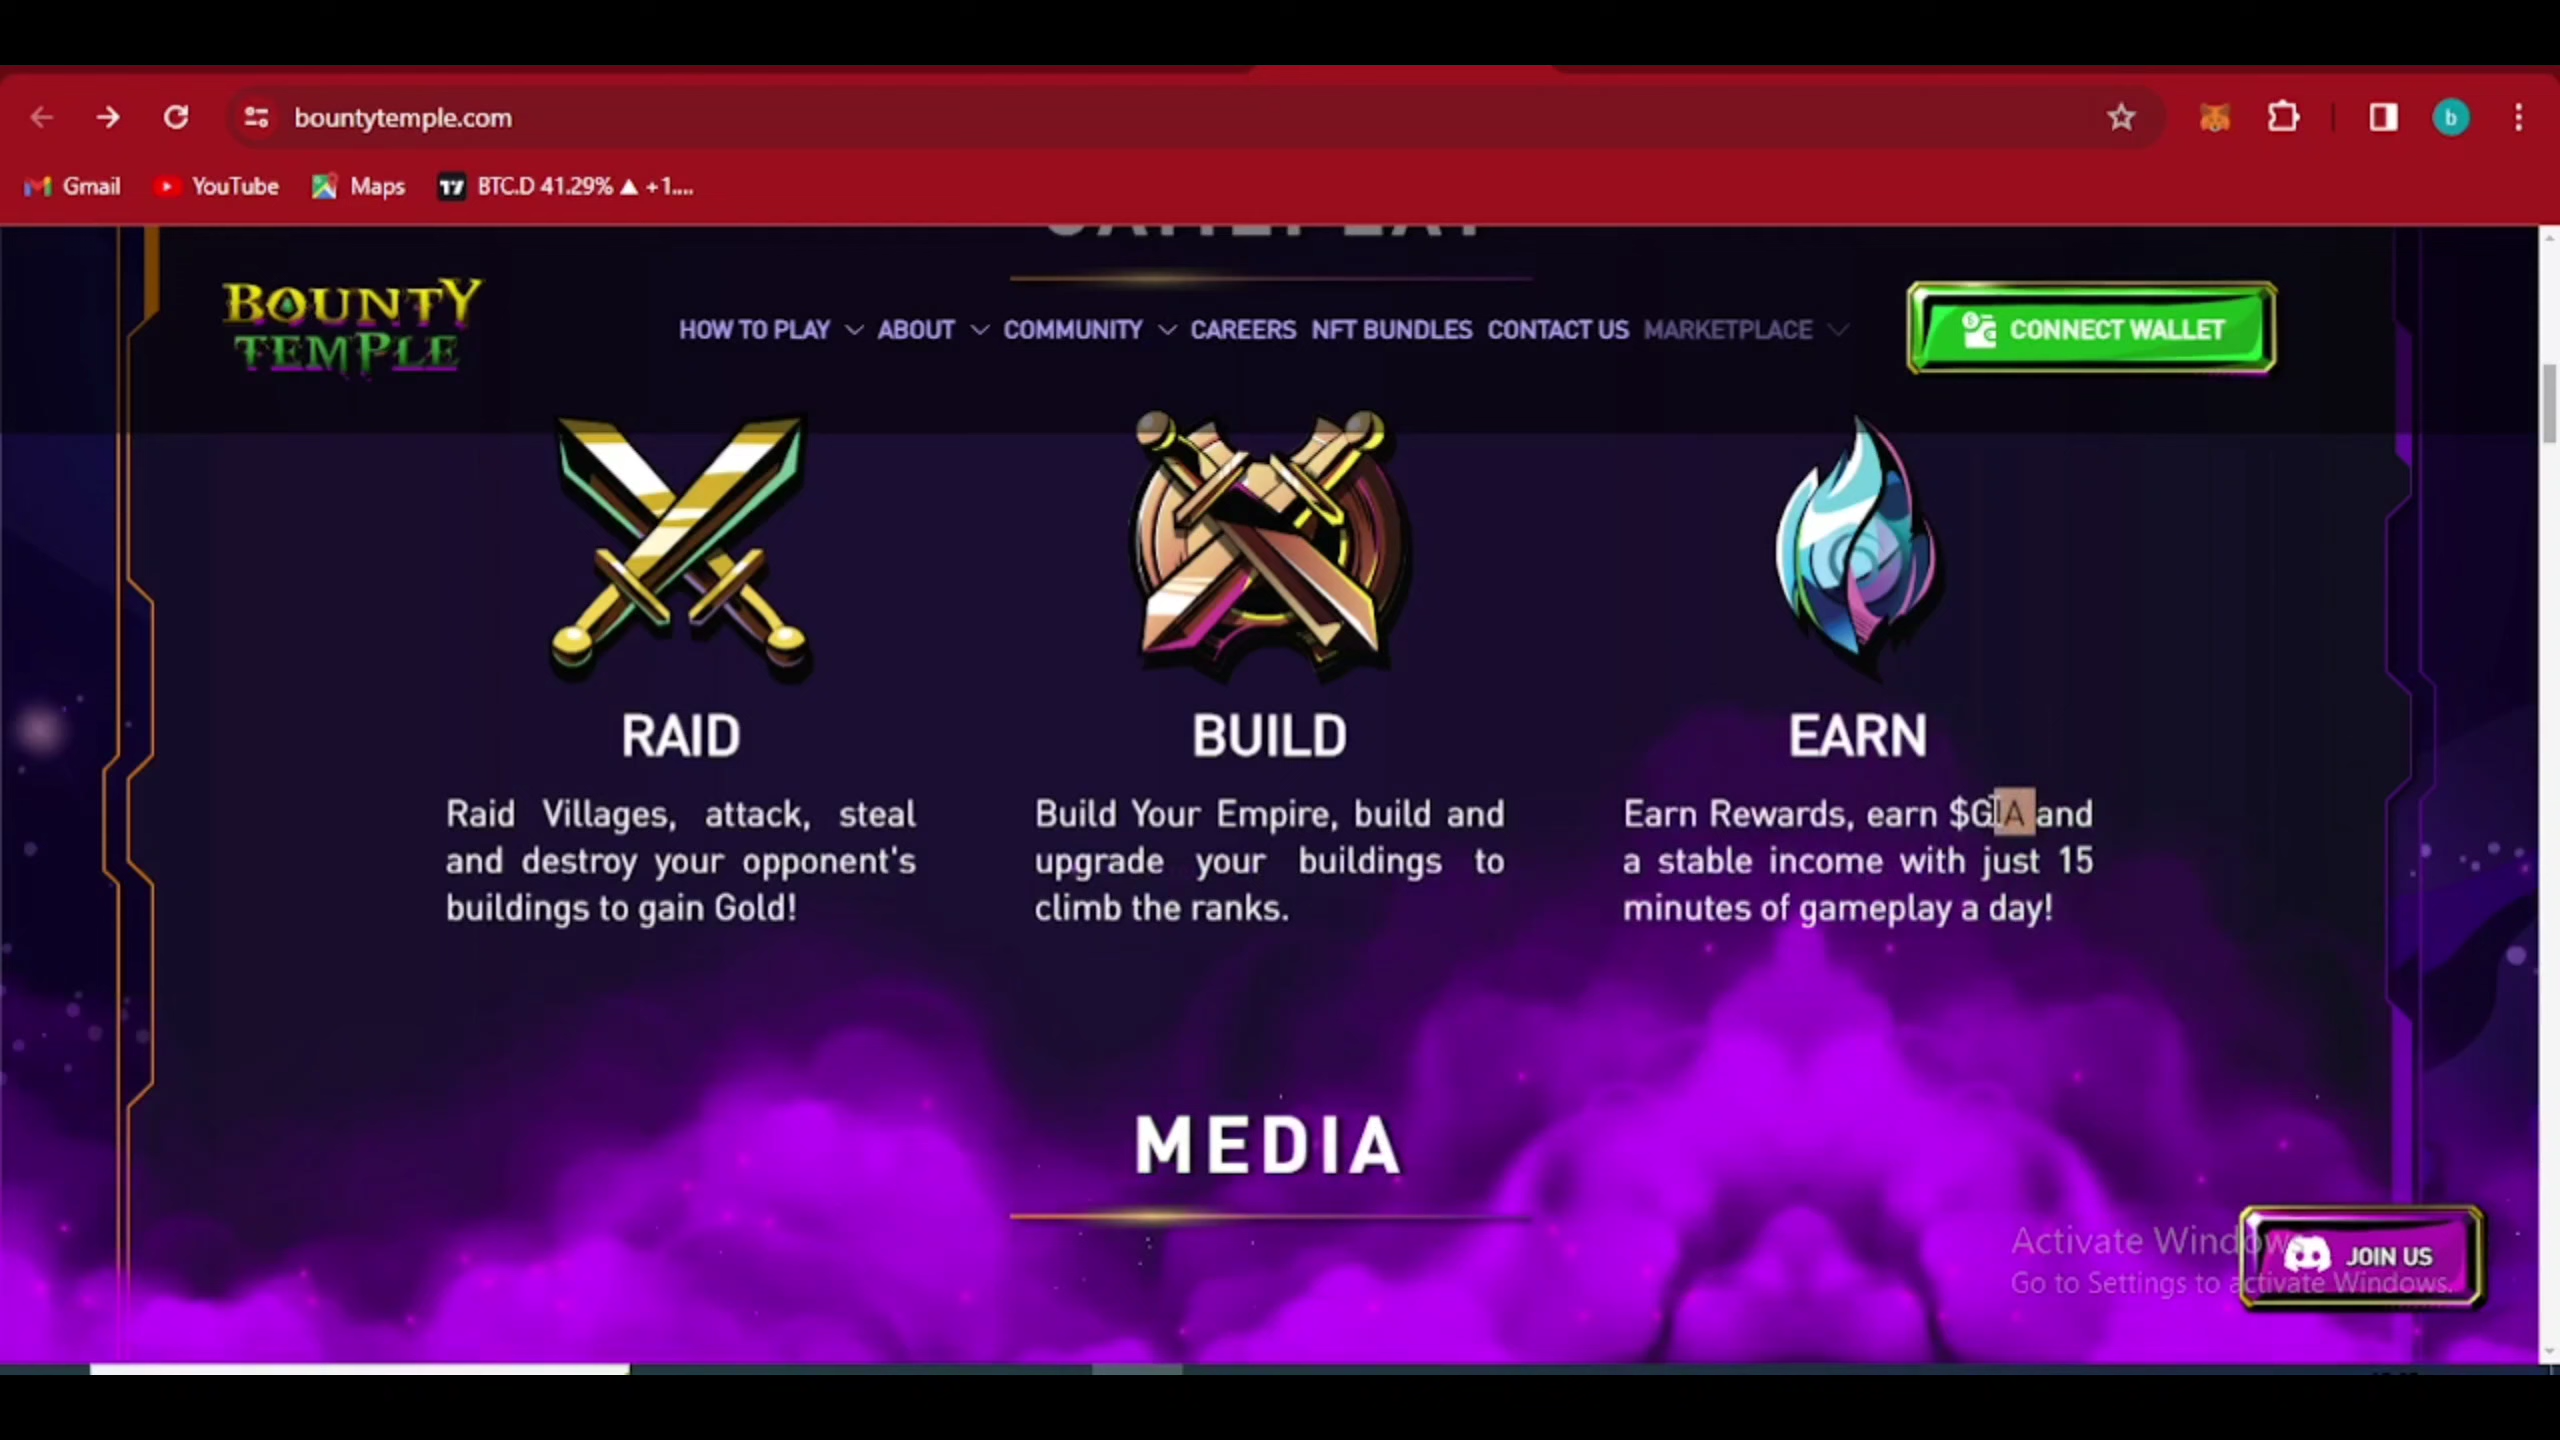 bountytemple.com
b
Gmail
YouTube
Maps
17 BTC.D 41.29% ▲ +1....
GAMEPLAY
BOUNTY
TEMPLE
HOW TO PLAY
ABOUT
COMMUNITY
CAREERS
NFT BUNDLES
CONTACT US
MARKETPLACE
CONNECT WALLET
RAID
Raid Villages, attack, steal
and destroy your opponent's
buildings to gain Gold!
BUILD
Build Your Empire, build and
upgrade your buildings to
climb the ranks.
EARN
Earn Rewards, earn $GIA and
a stable income with just 15
minutes of gameplay a day!
MEDIA
Activate Windows
Go to Settings to activate Windows.
JOIN US